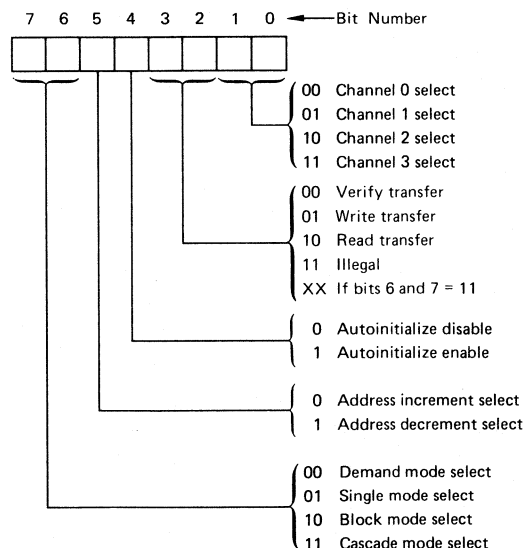 7 6 5 4 3 2 1 0 Bit Number
00 Channel 0 select
01 Channel 1 select
10 Channel 2 select
11 Channel 3 select
00 Verify transfer
01 Write transfer
10 Read transfer
11 Illegal
XX If bits 6 and 7 = 11
0 Autoinitialize disable
1 Autoinitialize enable
0 Address increment select
1 Address decrement select
00 Demand mode select
01 Single mode select
10 Block mode select
11 Cascade mode select